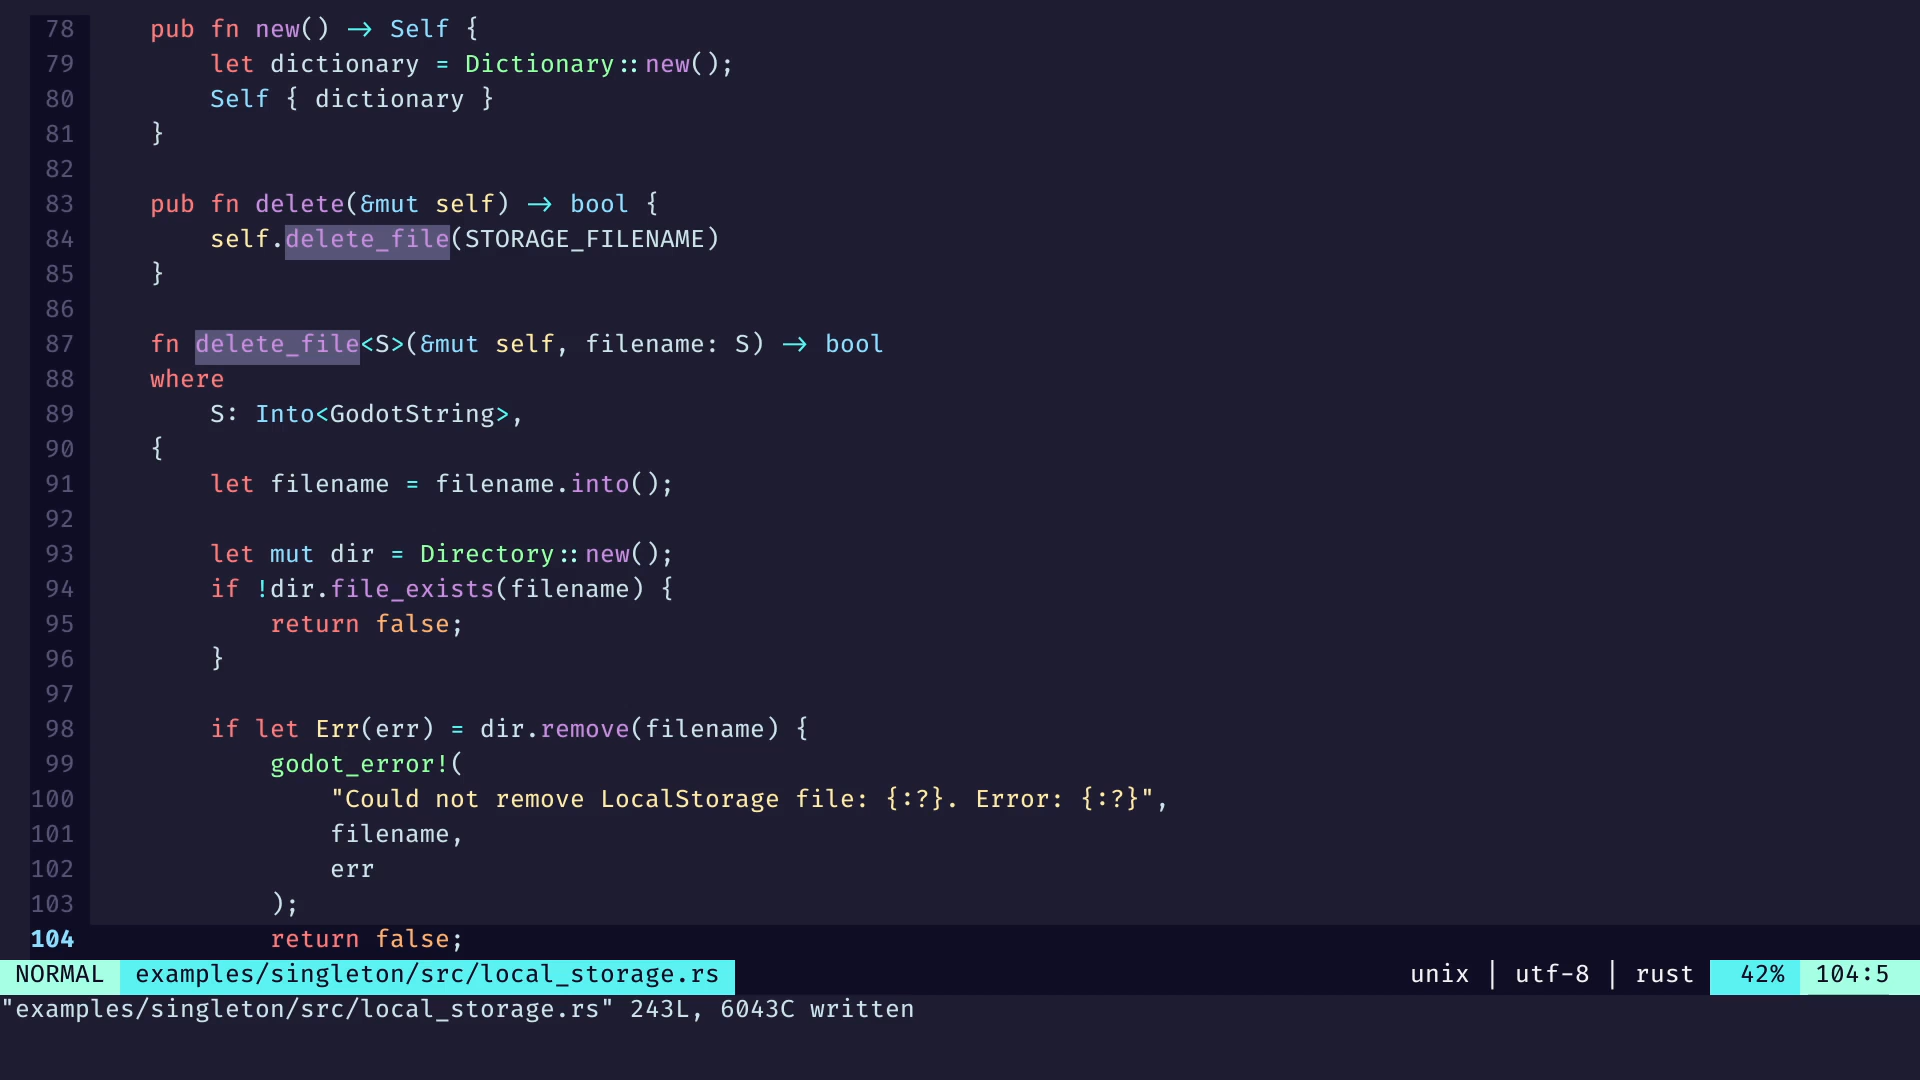 78 pub fn new() -> Self {
79 let dictionary = Dictionary::new();
80 Self { dictionary }
81 }
82
83 pub fn delete(&mut self) -> bool {
84 self.delete_file(STORAGE_FILENAME)
85 }
86
87 fn delete_file<S>(&mut self, filename: S) -> bool
88 where
89 S: Into<GodotString>,
90 {
91 let filename = filename.into();
92
93 let mut dir = Directory::new();
94 if !dir.file_exists(filename) {
95 return false;
96 }
97
98 if let Err(err) = dir.remove(filename) {
99 godot_error!(
100 "Could not remove LocalStorage file: {:?}. Error: {:?}",
101 filename,
102 err
103 );
104 return false;
NORMAL examples/singleton/src/local_storage.rs unix | utf-8 | rust 42% 104:5
"examples/singleton/src/local_storage.rs" 243L, 6043C written